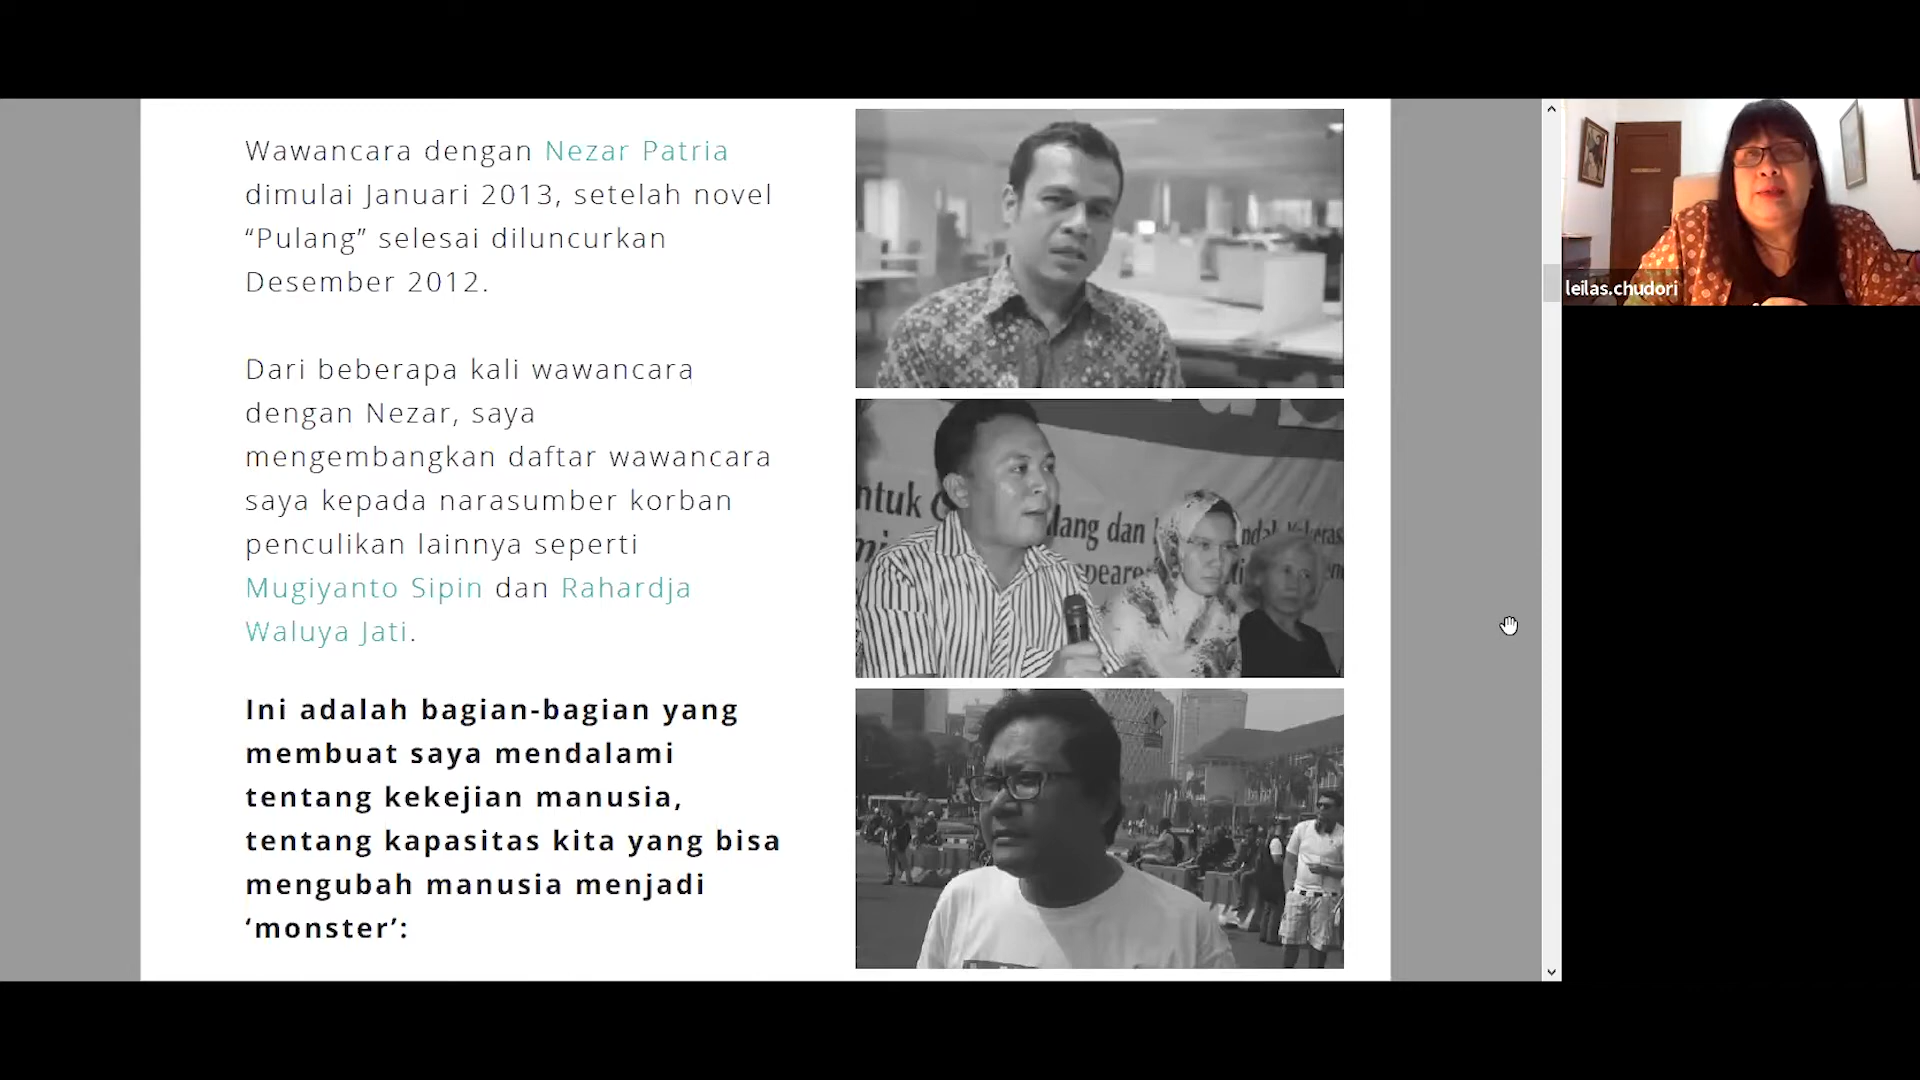 Wawancara dengan Nezar Patria
dimulai Januari 2013, setelah novel
“Pulang” selesai diluncurkan
Desember 2012.
Dari beberapa kali wawancara
dengan Nezar, saya
mengembangkan daftar wawancara
saya kepada narasumber korban
penculikan lainnya seperti
Mugiyanto Sipin dan Rahardja
Waluya Jati.
Ini adalah bagian-bagian yang
membuat saya mendalami
tentang kekejian manusia,
tentang kapasitas kita yang bisa
mengubah manusia menjadi
‘monster’:
leilas.chudori